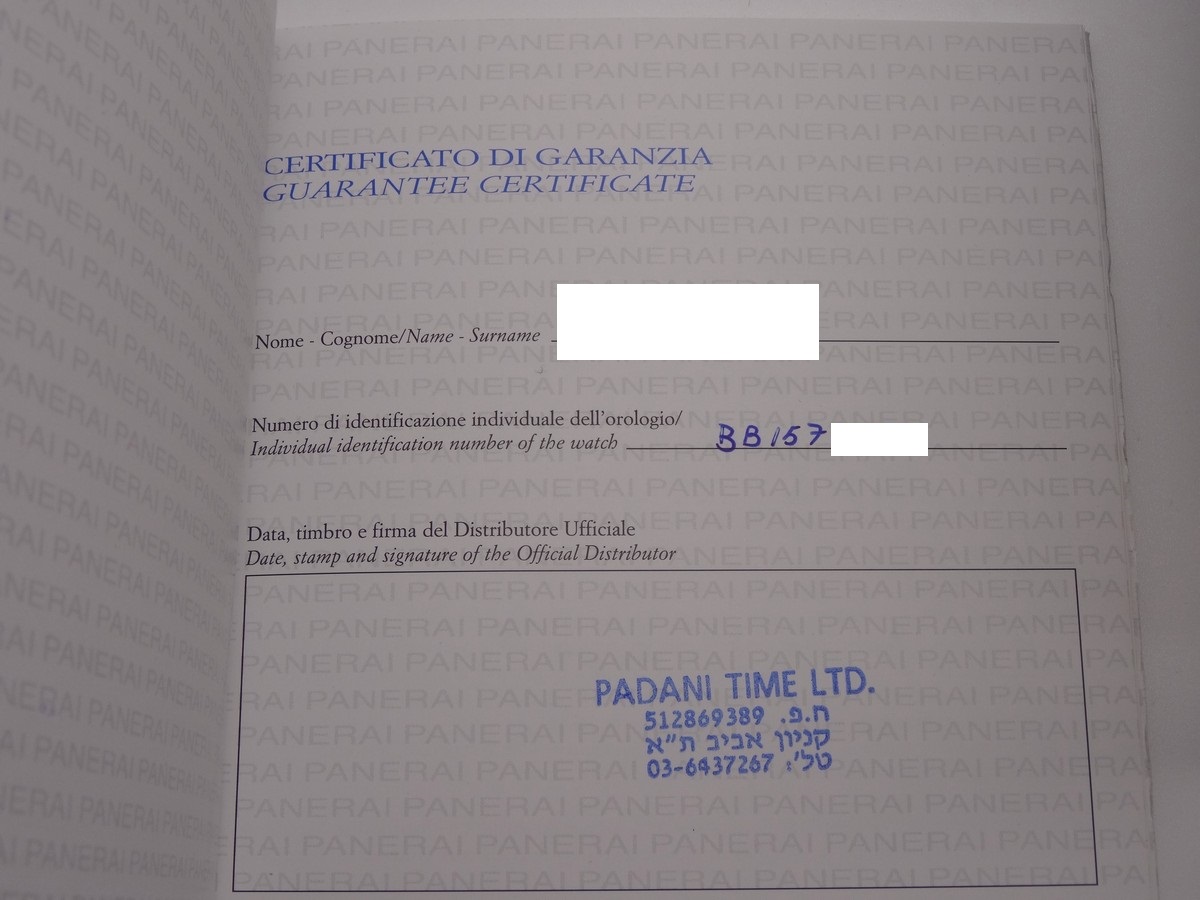 CERTIFICATO DI GARANZIA
GUARANTEE CERTIFICATE
Nome - Cognome/Name - Surname
Numero di identificazione individuale dell'orologio/
Individual identification number of the watch BB157
Data, timbro e firma del Distributore Ufficiale
Date, stamp and signature of the Official Distributor
PADANI TIME LTD.
ח.פ. 512869389
קניון אביב ת"א
טל': 03-6437267